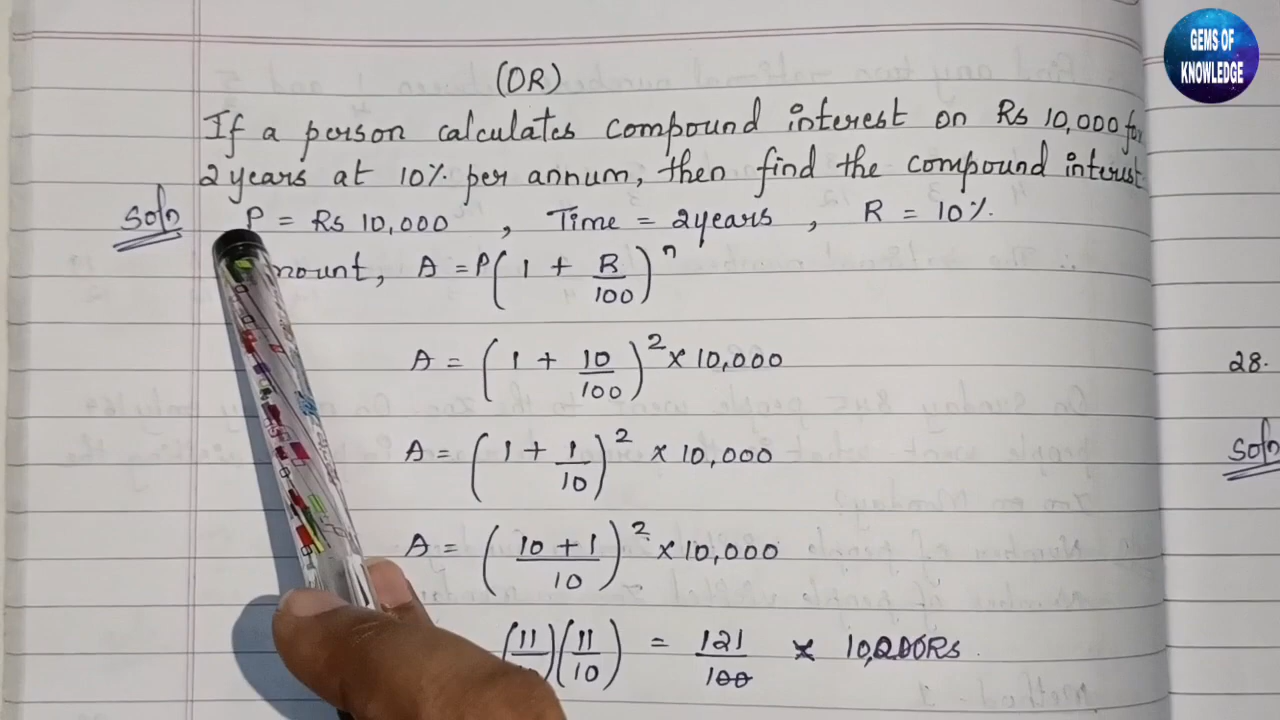 GEMS OF
KNOWLEDGE
(OR)
If a person calculates compound interest on Rs 10,000 for
2 years at 10% per annum, then find the compound interest.
Soln P = Rs 10,000 , Time = 2 years , R = 10%.
mount, A = P(1 + R/100)^n
A = (1 + 10/100)^2 × 10,000
28.
A = (1 + 1/10)^2 × 10,000
Soln
A = (10 + 1/10)^2 × 10,000
(11/)(11/10) = 121/100 × 10,000Rs.